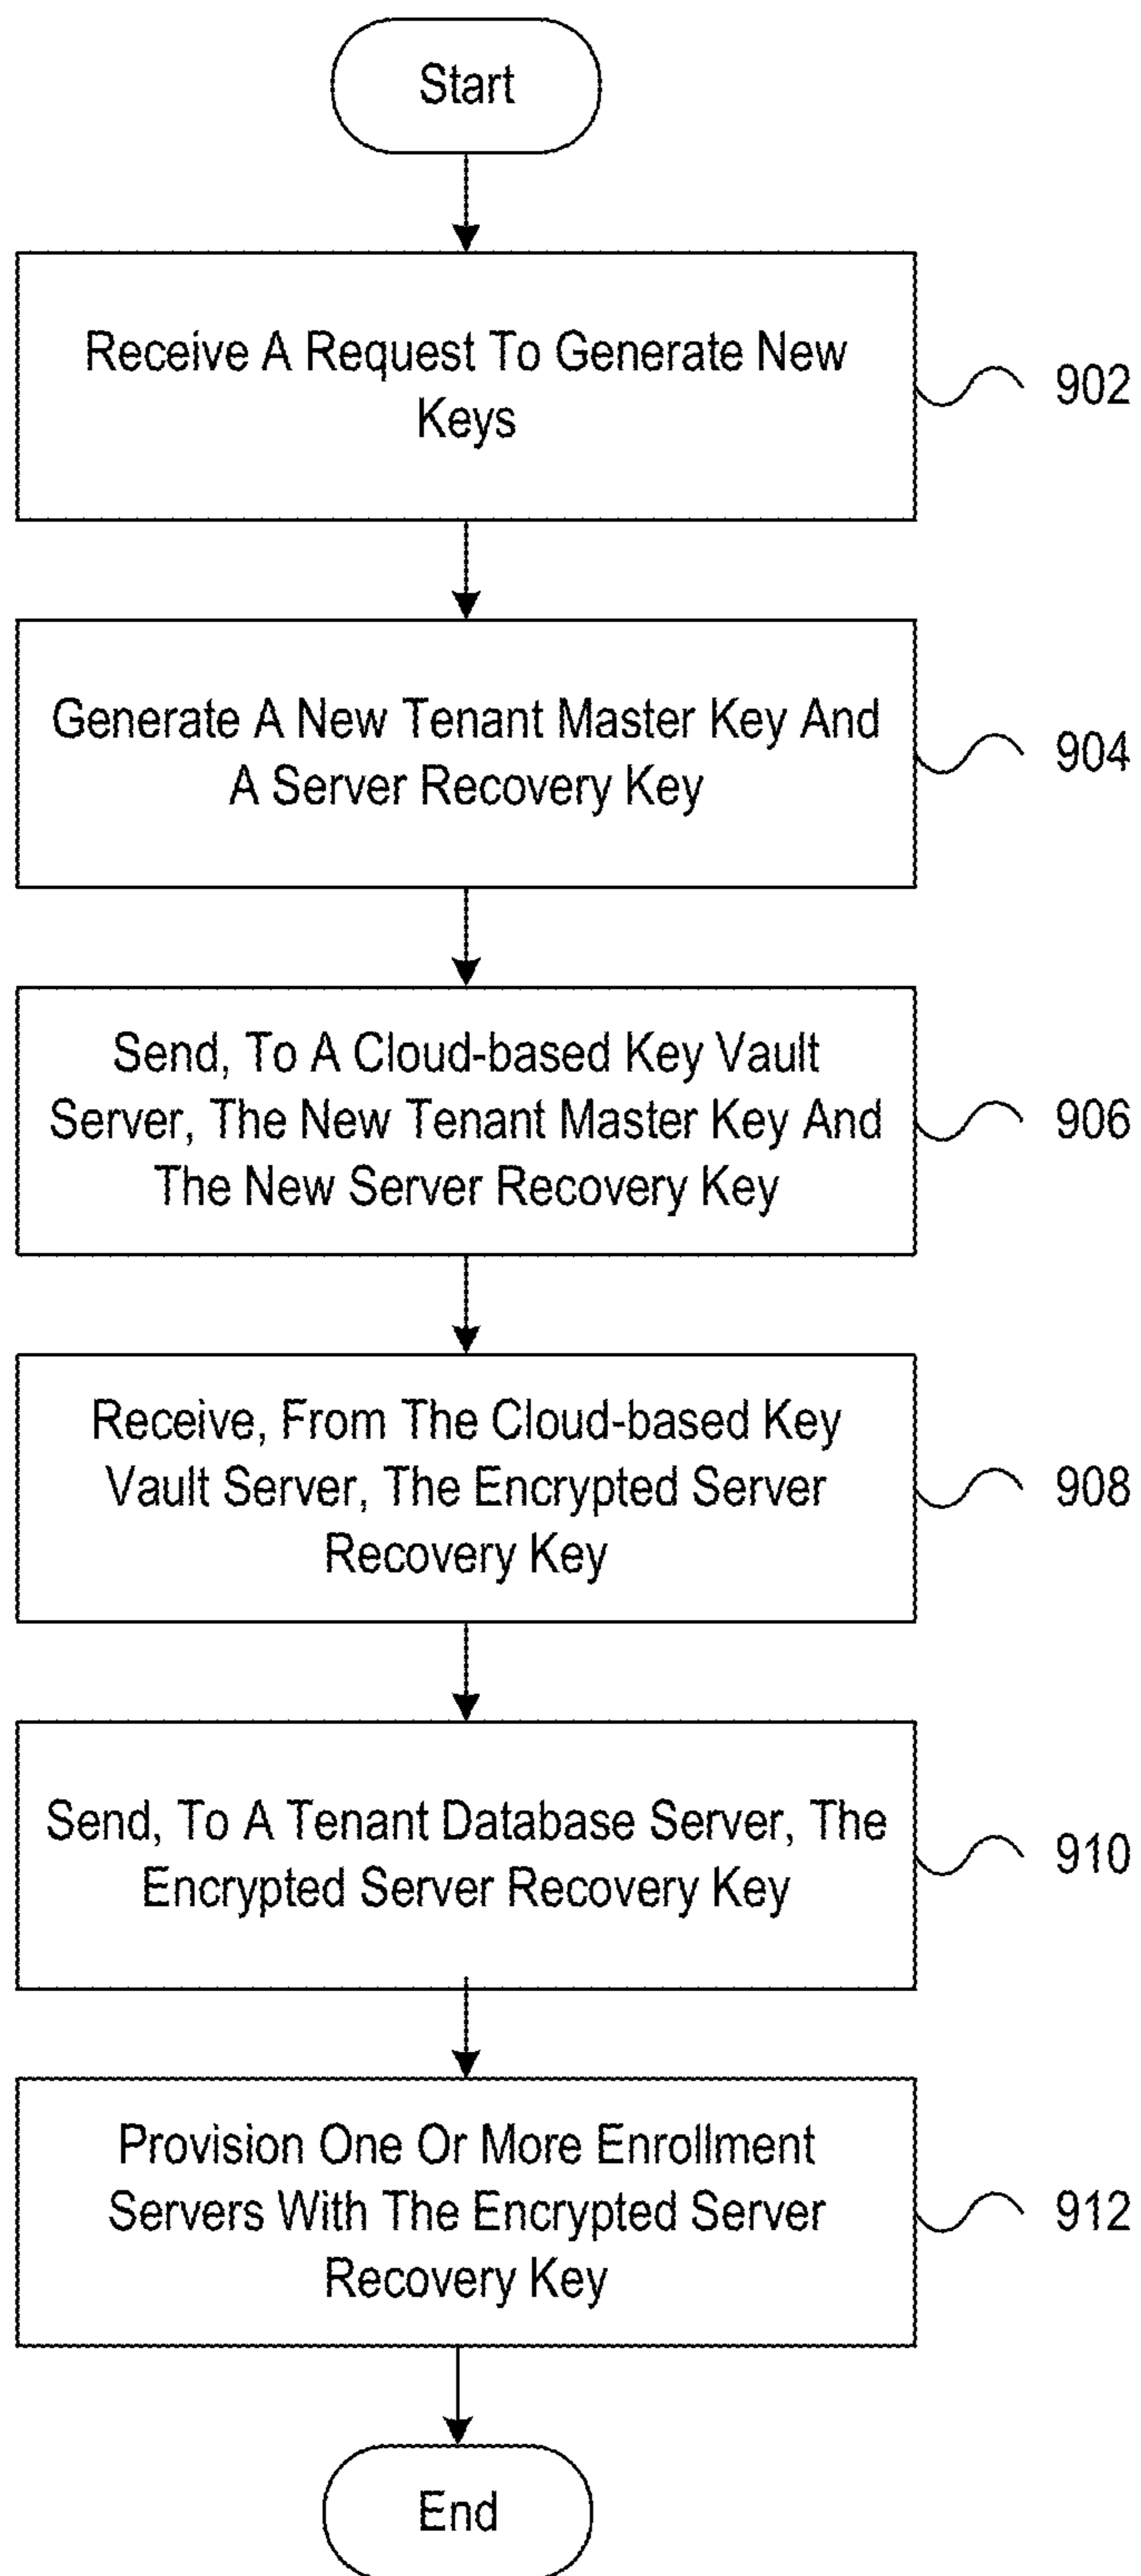 Start
Receive A Request To Generate New
Keys
902
Generate A New Tenant Master Key And
A Server Recovery Key
904
Send, To A Cloud-based Key Vault
Server, The New Tenant Master Key And
The New Server Recovery Key
906
Receive, From The Cloud-based Key
Vault Server, The Encrypted Server
Recovery Key
908
Send, To A Tenant Database Server, The
Encrypted Server Recovery Key
910
Provision One Or More Enrollment
Servers With The Encrypted Server
Recovery Key
912
End